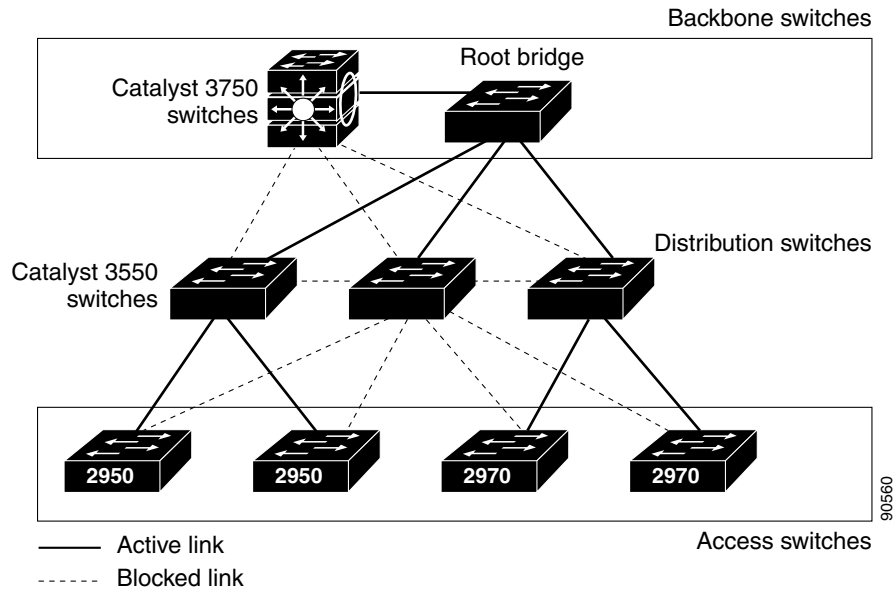 Backbone switches
Root bridge
Catalyst 3750
switches
Distribution switches
Catalyst 3550
switches
2950
2950
2970
2970
90560
Active link
Access switches
Blocked link